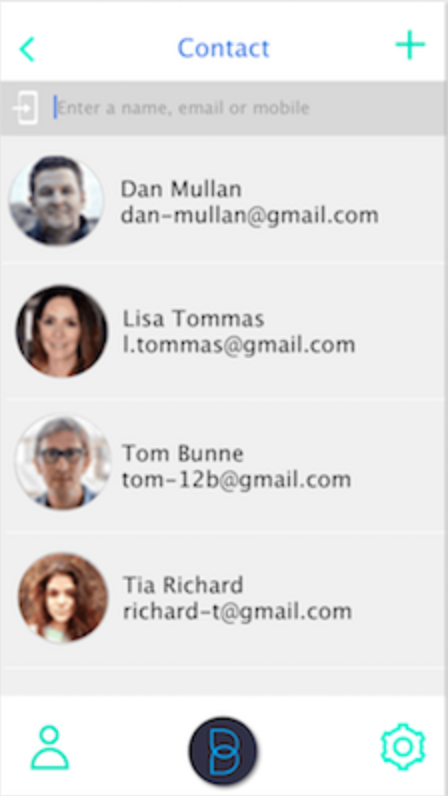 Contact
Enter a name, email or mobile
Dan Mullan
dan-mullan@gmail.com
Lisa Tommas
l.tommas@gmail.com
Tom Bunne
tom-12b@gmail.com
Tia Richard
richard-t@gmail.com